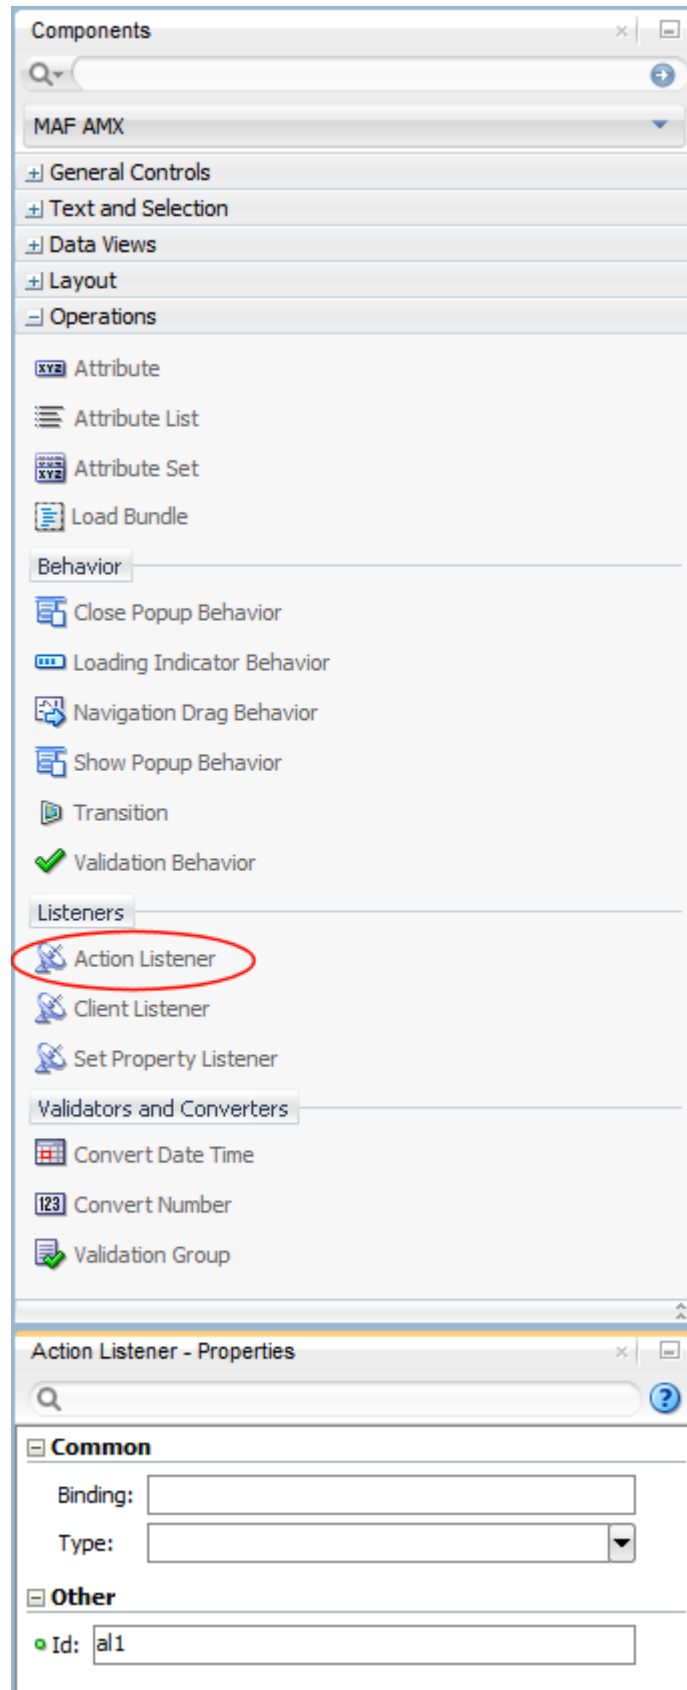 Components
MAF AMX
General Controls
Text and Selection
Data Views
Layout
Operations
XYZ Attribute
Attribute List
XYZ Attribute Set
Load Bundle
Behavior
Close Popup Behavior
Loading Indicator Behavior
Navigation Drag Behavior
Show Popup Behavior
Transition
Validation Behavior
Listeners
Action Listener
Client Listener
Set Property Listener
Validators and Converters
Convert Date Time
123 Convert Number
Validation Group
Action Listener - Properties
Common
Binding:
Type:
Other
Id: al1